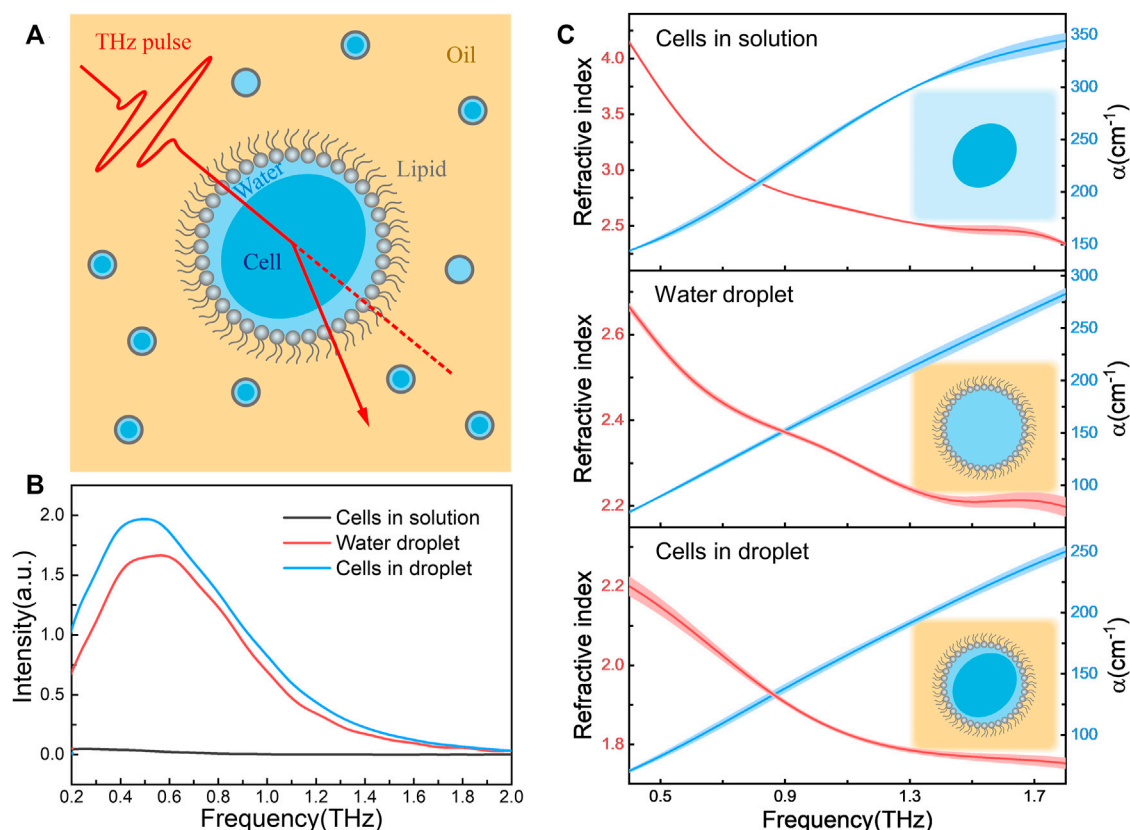 A
THz pulse
Oil
Lipid
Water
Cell
B
Intensity(a.u.)
2.0
1.5
1.0
0.5
0.0
Cells in solution
Water droplet
Cells in droplet
0.2 0.4 0.6 0.8 1.0 1.2 1.4 1.6 1.8 2.0
Frequency(THz)
C
Cells in solution
Refractive index
4.0
3.5
3.0
2.5
350
300
250
200
150
α(cm⁻¹)
Water droplet
Refractive index
2.6
2.4
2.2
300
250
200
150
100
α(cm⁻¹)
Cells in droplet
Refractive index
2.2
2.0
1.8
250
200
150
100
α(cm⁻¹)
0.5 0.9 1.3 1.7
Frequency(THz)